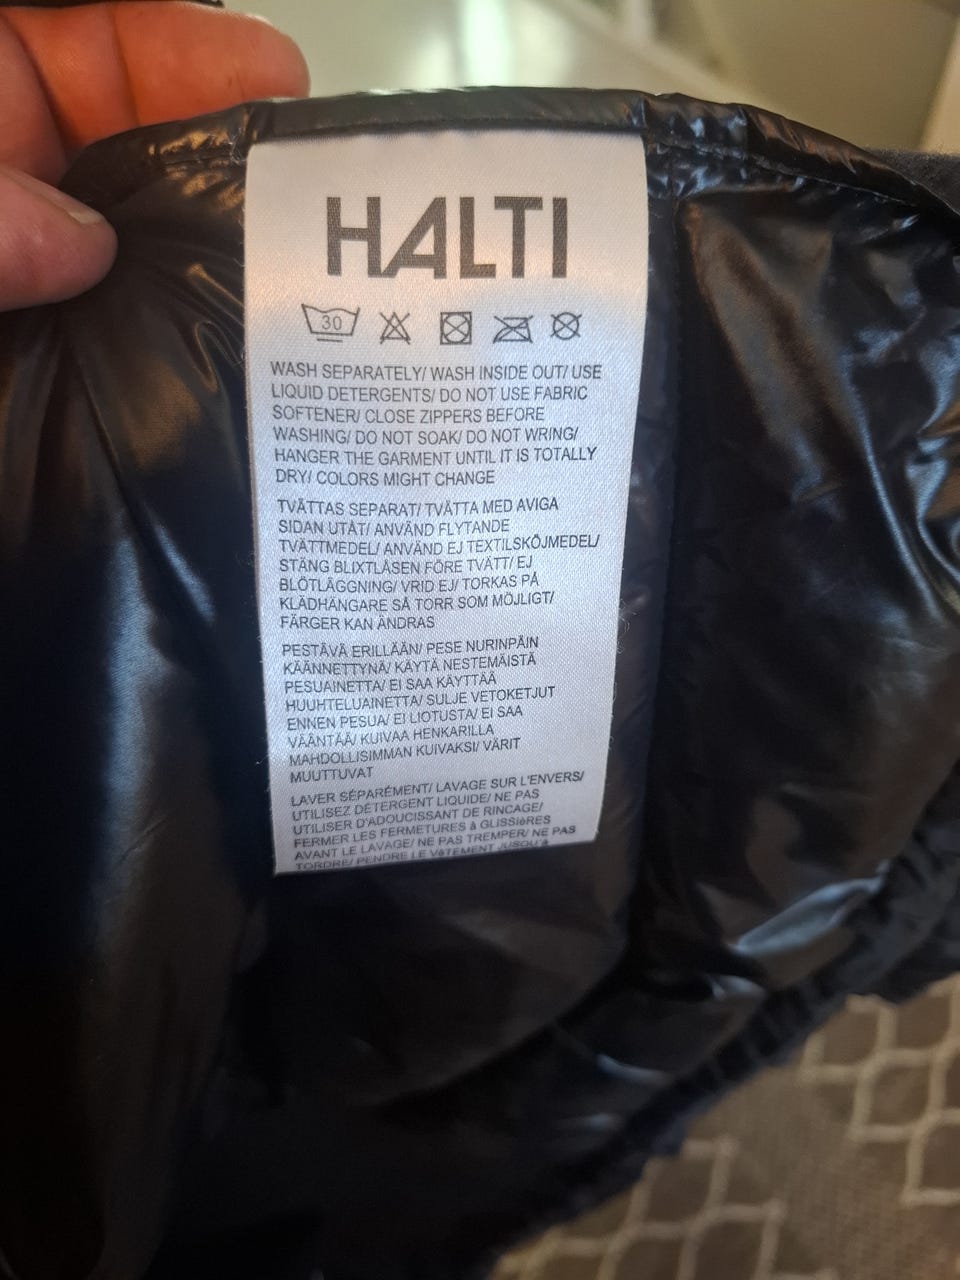 HALTI
30
WASH SEPARATELY/ WASH INSIDE OUT/ USE
LIQUID DETERGENTS/ DO NOT USE FABRIC
SOFTENER/ CLOSE ZIPPERS BEFORE
WASHING/ DO NOT SOAK/ DO NOT WRING/
HANGER THE GARMENT UNTIL IT IS TOTALLY
DRY/ COLORS MIGHT CHANGE
TVÄTTAS SEPARAT/ TVÄTTA MED AVIGA
SIDAN UTÅT/ ANVÄND FLYTANDE
TVÄTTMEDEL/ ANVÄND EJ TEXTILSKÖJMEDEL/
STÄNG BLIXTLÅSEN FÖRE TVÄTT/ EJ
BLÖTLÄGGNING/ VRID EJ/ TORKAS PÅ
KLÄDHÄNGARE SÅ TORR SOM MÖJLIGT/
FÄRGER KAN ÄNDRAS
PESTÄVÄ ERILLÄÄN/ PESE NURINPÄIN
KÄÄNNETTYNÄ/ KÄYTÄ NESTEMÄISTÄ
PESUAINETTA/ EI SAA KÄYTTÄÄ
HUUHTELUAINETTA/ SULJE VETOKETJUT
ENNEN PESUA/ EI LIOTUSTA/ EI SAA
VÄÄNTÄÄ/ KUIVAA HENKARILLA
MAHDOLLISIMMAN KUIVAKSI/ VÄRIT
MUUTTUVAT
LAVER SÉPARÉMENT/ LAVAGE SUR L'ENVERS/
UTILISEZ DÉTERGENT LIQUIDE/ NE PAS
UTILISER D'ADOUCISSANT DE RINCAGE/
FERMER LES FERMETURES à GLISSIèRES
AVANT LE LAVAGE/ NE PAS TREMPER/ NE PAS
TORDRE/ PENDRE LE VêTEMENT JUSQU'à